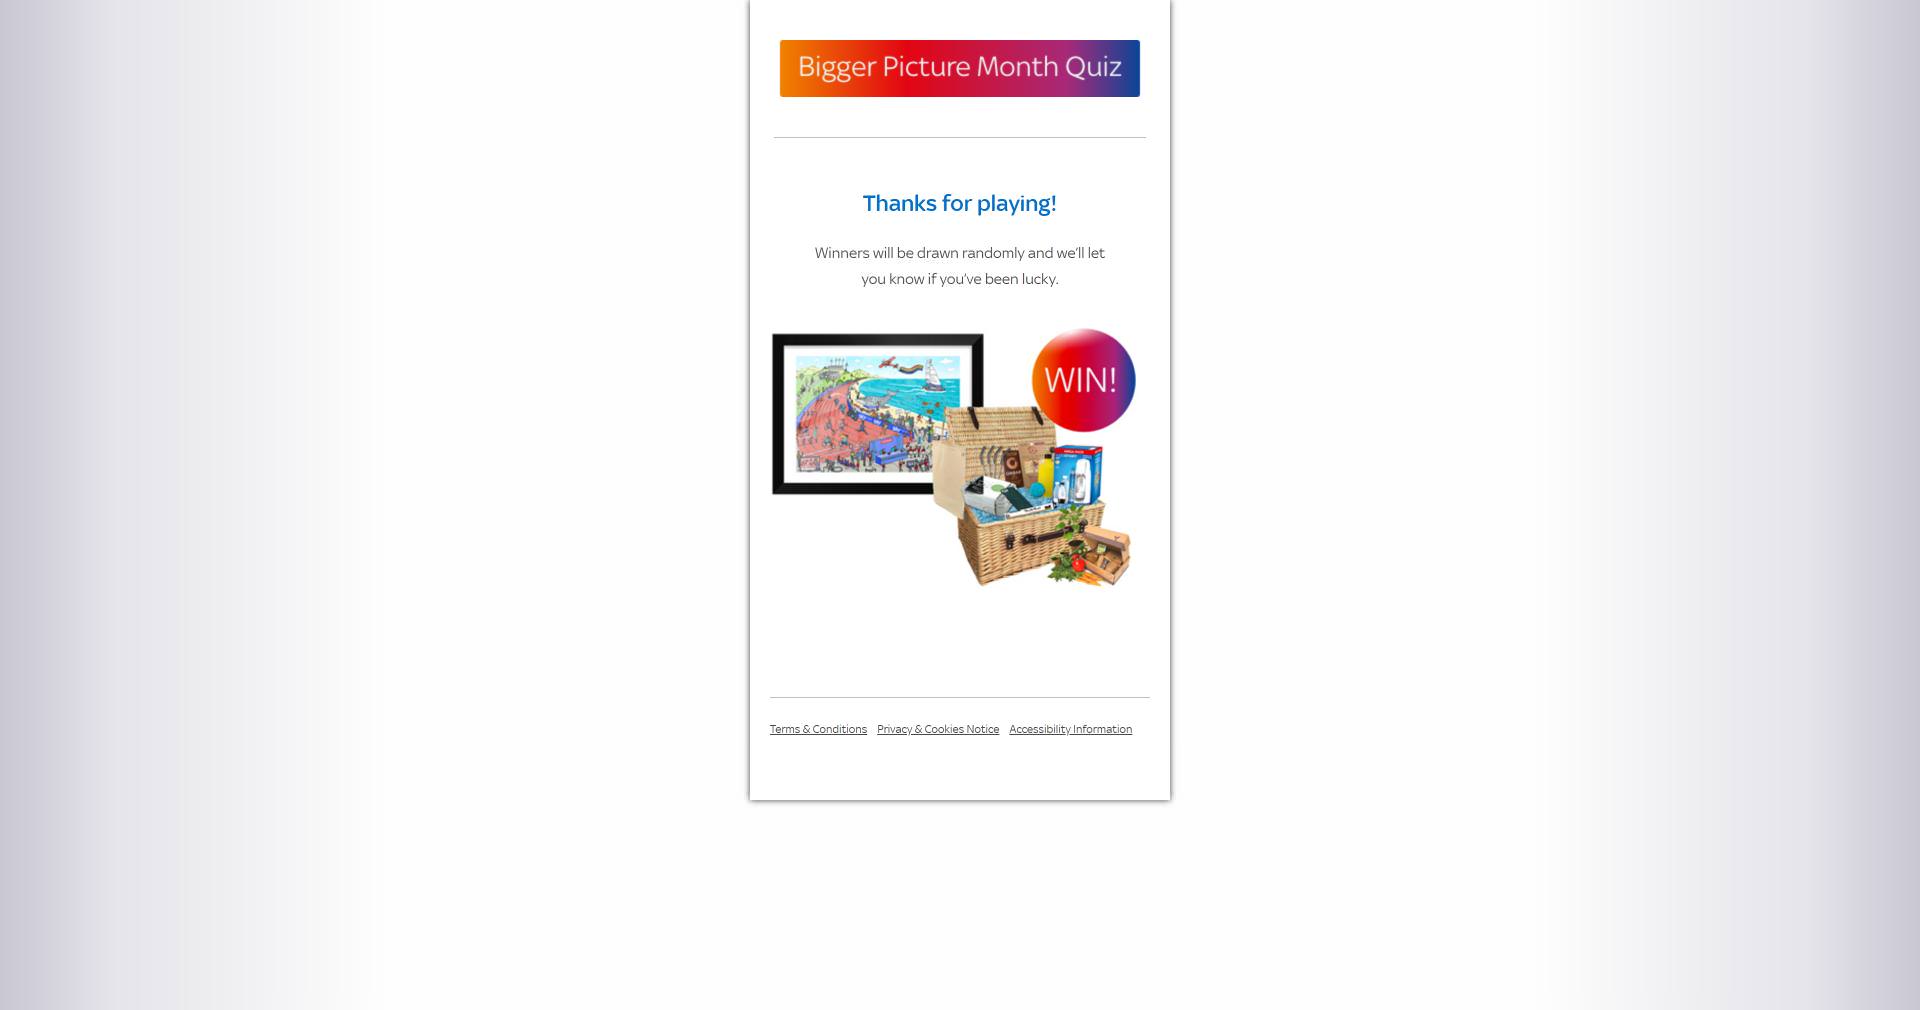 Bigger Picture Month Quiz
Thanks for playing!
Winners will be drawn randomly and we'll let
you know if you've been lucky.
WIN!
Terms & Conditions Privacy & Cookies Notice Accessibility Information